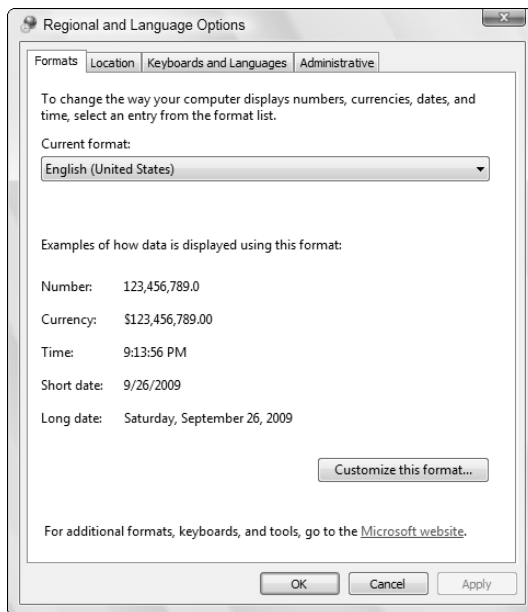 Regional and Language Options
X
Formats Location Keyboards and Languages Administrative
To change the way your computer displays numbers, currencies, dates, and
time, select an entry from the format list.
Current format:
English (United States)
Examples of how data is displayed using this format:
Number: 123,456,789.0
Currency: $123,456,789.00
Time: 9:13:56 PM
Short date: 9/26/2009
Long date: Saturday, September 26, 2009
Customize this format...
For additional formats, keyboards, and tools, go to the Microsoft website.
OK Cancel Apply